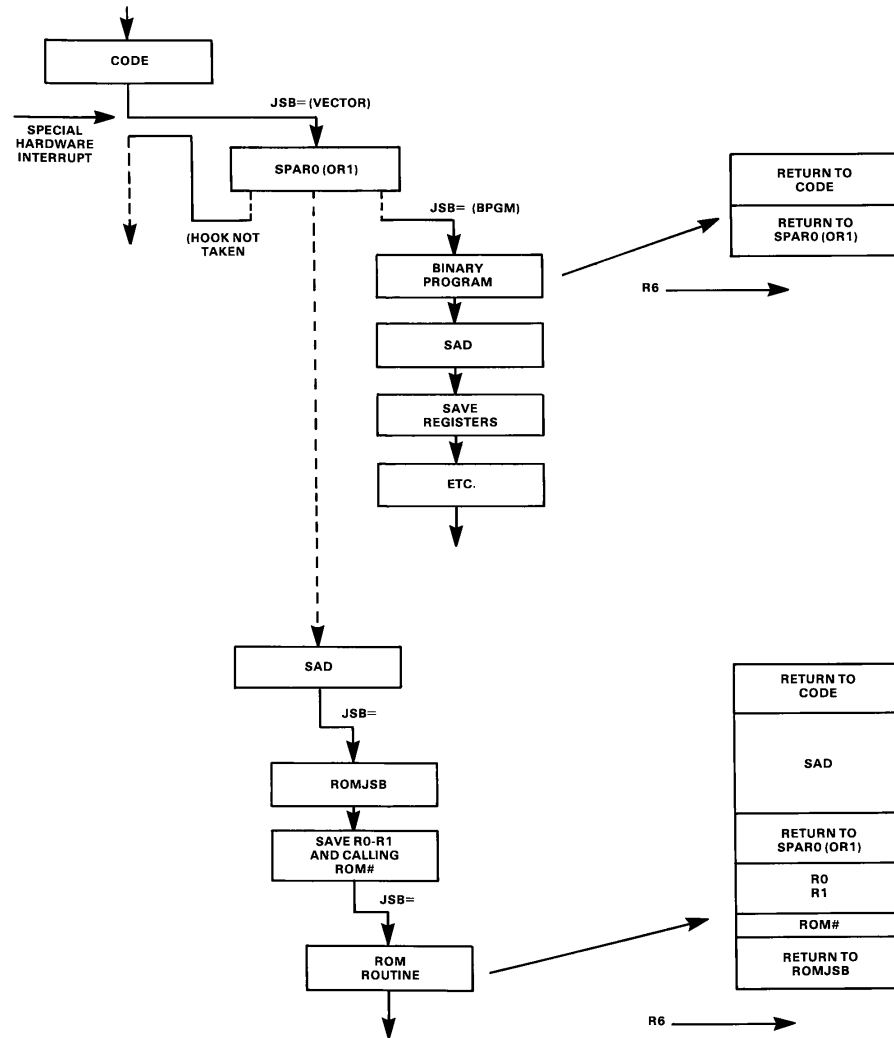 CODE
JSB= (VECTOR)
SPECIAL
HARDWARE
INTERRUPT
SPAR0 (OR1)
(HOOK NOT
TAKEN
JSB= (BPGM)
BINARY
PROGRAM
SAD
SAVE
REGISTERS
ETC.
RETURN TO
CODE
RETURN TO
SPAR0 (OR1)
R6
SAD
JSB=
ROMJSB
SAVE R0-R1
AND CALLING
ROM#
JSB=
ROM
ROUTINE
RETURN TO
CODE
SAD
RETURN TO
SPAR0 (OR1)
R0
R1
ROM#
RETURN TO
ROMJSB
R6